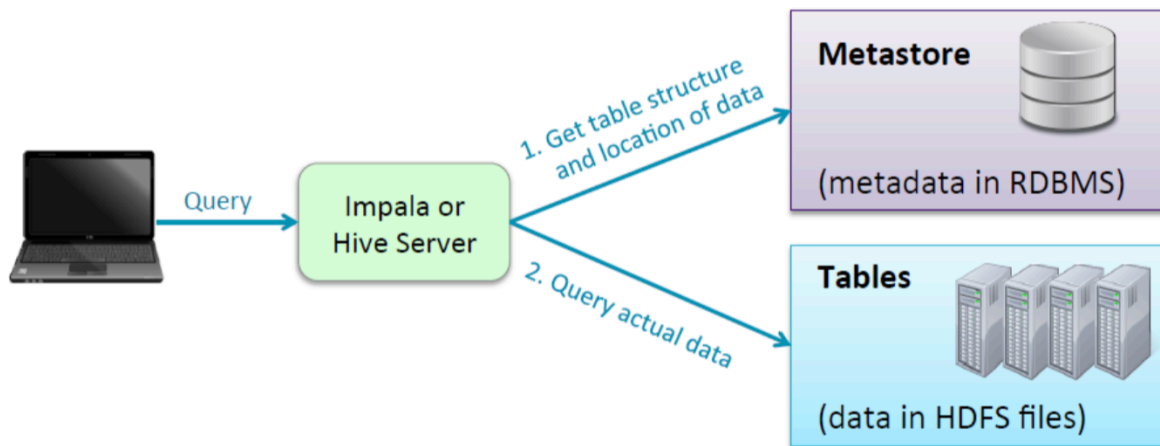 Query
Impala or
Hive Server
1. Get table structure
and location of data
2. Query actual data
Metastore
(metadata in RDBMS)
Tables
(data in HDFS files)